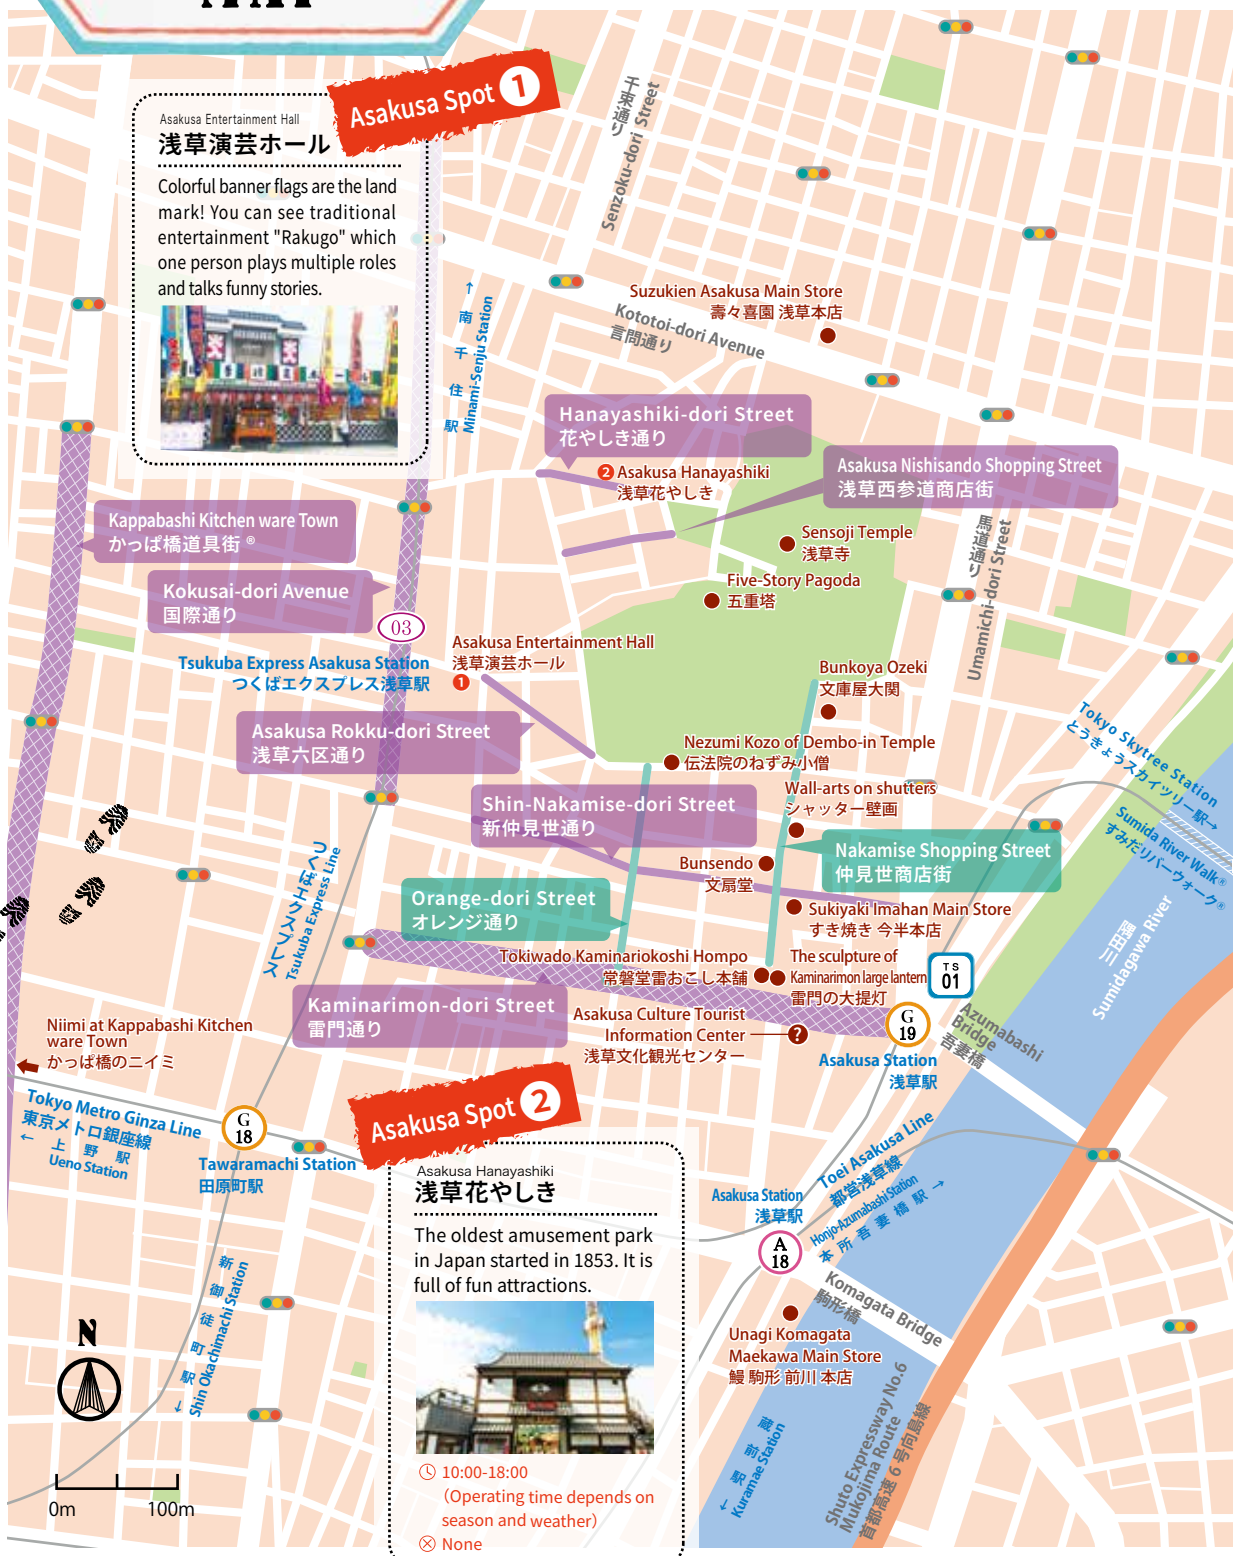 Asakusa Spot 1
Asakusa Entertainment Hall
浅草演芸ホール
Colorful banner flags are the land
mark! You can see traditional
entertainment "Rakugo" which
one person plays multiple roles
and talks funny stories.
千束通り
Senzoku-dori Street
↑ 南千住駅
Minami-Senju Station
Suzukien Asakusa Main Store
壽々喜園 浅草本店
Kototoi-dori Avenue
言問通り
Hanayashiki-dori Street
花やしき通り
2 Asakusa Hanayashiki
浅草花やしき
Asakusa Nishisando Shopping Street
浅草西参道商店街
Kappabashi Kitchen ware Town
かっぱ橋道具街 ®
Sensoji Temple
浅草寺
馬道通り
Umamichi-dori Street
Kokusai-dori Avenue
国際通り
Five-Story Pagoda
五重塔
03
Asakusa Entertainment Hall
浅草演芸ホール
1
Tsukuba Express Asakusa Station
つくばエクスプレス浅草駅
Bunkoya Ozeki
文庫屋大関
Asakusa Rokku-dori Street
浅草六区通り
Nezumi Kozo of Dembo-in Temple
伝法院のねずみ小僧
Tokyo Skytree Station
とうきょうスカイツリー駅→
Wall-arts on shutters
シャッター壁画
Shin-Nakamise-dori Street
新仲見世通り
Sumida River Walk®
すみだリバーウォーク®
Nakamise Shopping Street
仲見世商店街
Bunsendo
文扇堂
つくばエクスプレス
Tsukuba Express Line
Orange-dori Street
オレンジ通り
Sukiyaki Imahan Main Store
すき焼き 今半本店
隅田川
Sumidagawa River
Tokiwado Kaminariokoshi Hompo
常磐堂雷おこし本舗
The sculpture of
Kaminarimon large lantern
雷門の大提灯
TS
01
Kaminarimon-dori Street
雷門通り
Asakusa Culture Tourist
Information Center
浅草文化観光センター
?
G
19
Asakusa Station
浅草駅
Azumabashi
Bridge
吾妻橋
Niimi at Kappabashi Kitchen
ware Town
かっぱ橋のニイミ
Tokyo Metro Ginza Line
東京メトロ銀座線
← 上野駅
Ueno Station
G
18
Tawaramachi Station
田原町駅
Asakusa Spot 2
Asakusa Hanayashiki
浅草花やしき
The oldest amusement park
in Japan started in 1853. It is
full of fun attractions.
10:00-18:00
（Operating time depends on
season and weather）
None
Toei Asakusa Line
都営浅草線
Honjo-Azumabashi Station
本所吾妻橋駅 →
Asakusa Station
浅草駅
A
18
Komagata Bridge
駒形橋
Unagi Komagata
Maekawa Main Store
鰻 駒形 前川 本店
新御徒町駅
← Shin Okachimachi Station
蔵前駅
← Kuramae Station
Shuto Expressway No.6
Mukojima Route
首都高速 6 号向島線
N
0m 100m